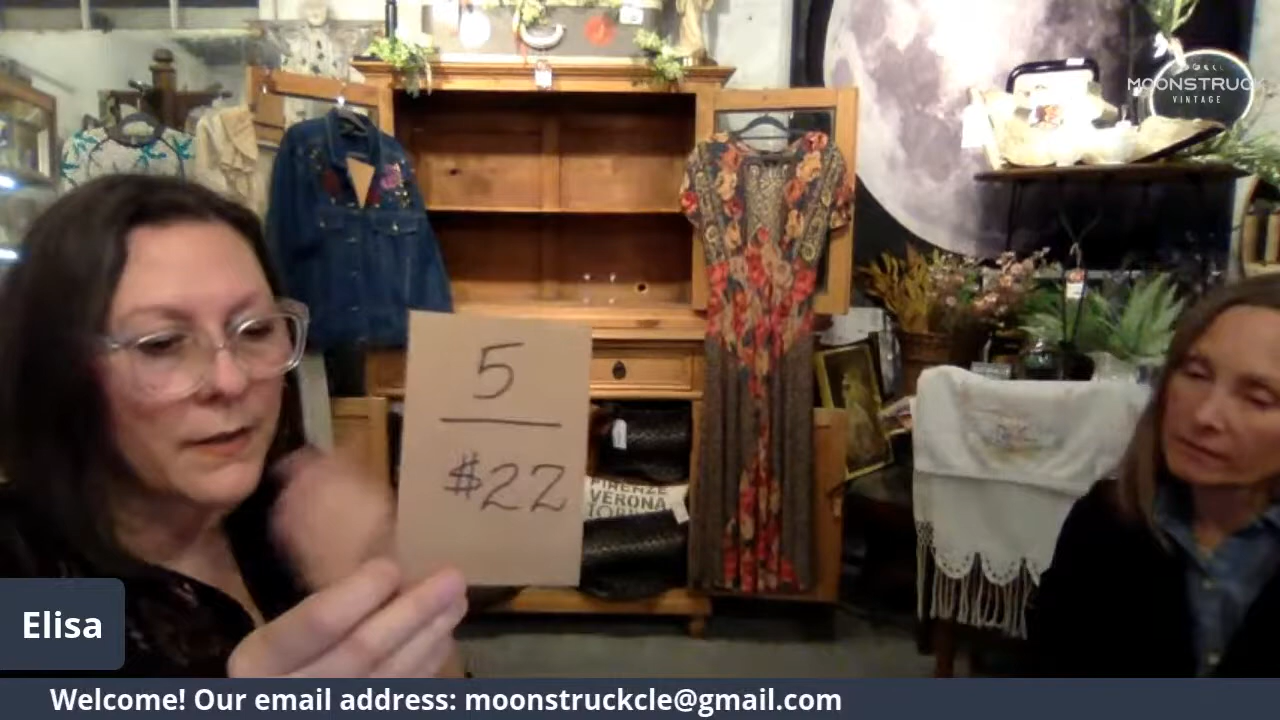 MOONSTRUCK
VINTAGE
5
$22
FIRENZE
VERONA
Elisa
Welcome! Our email address: moonstruckcle@gmail.com